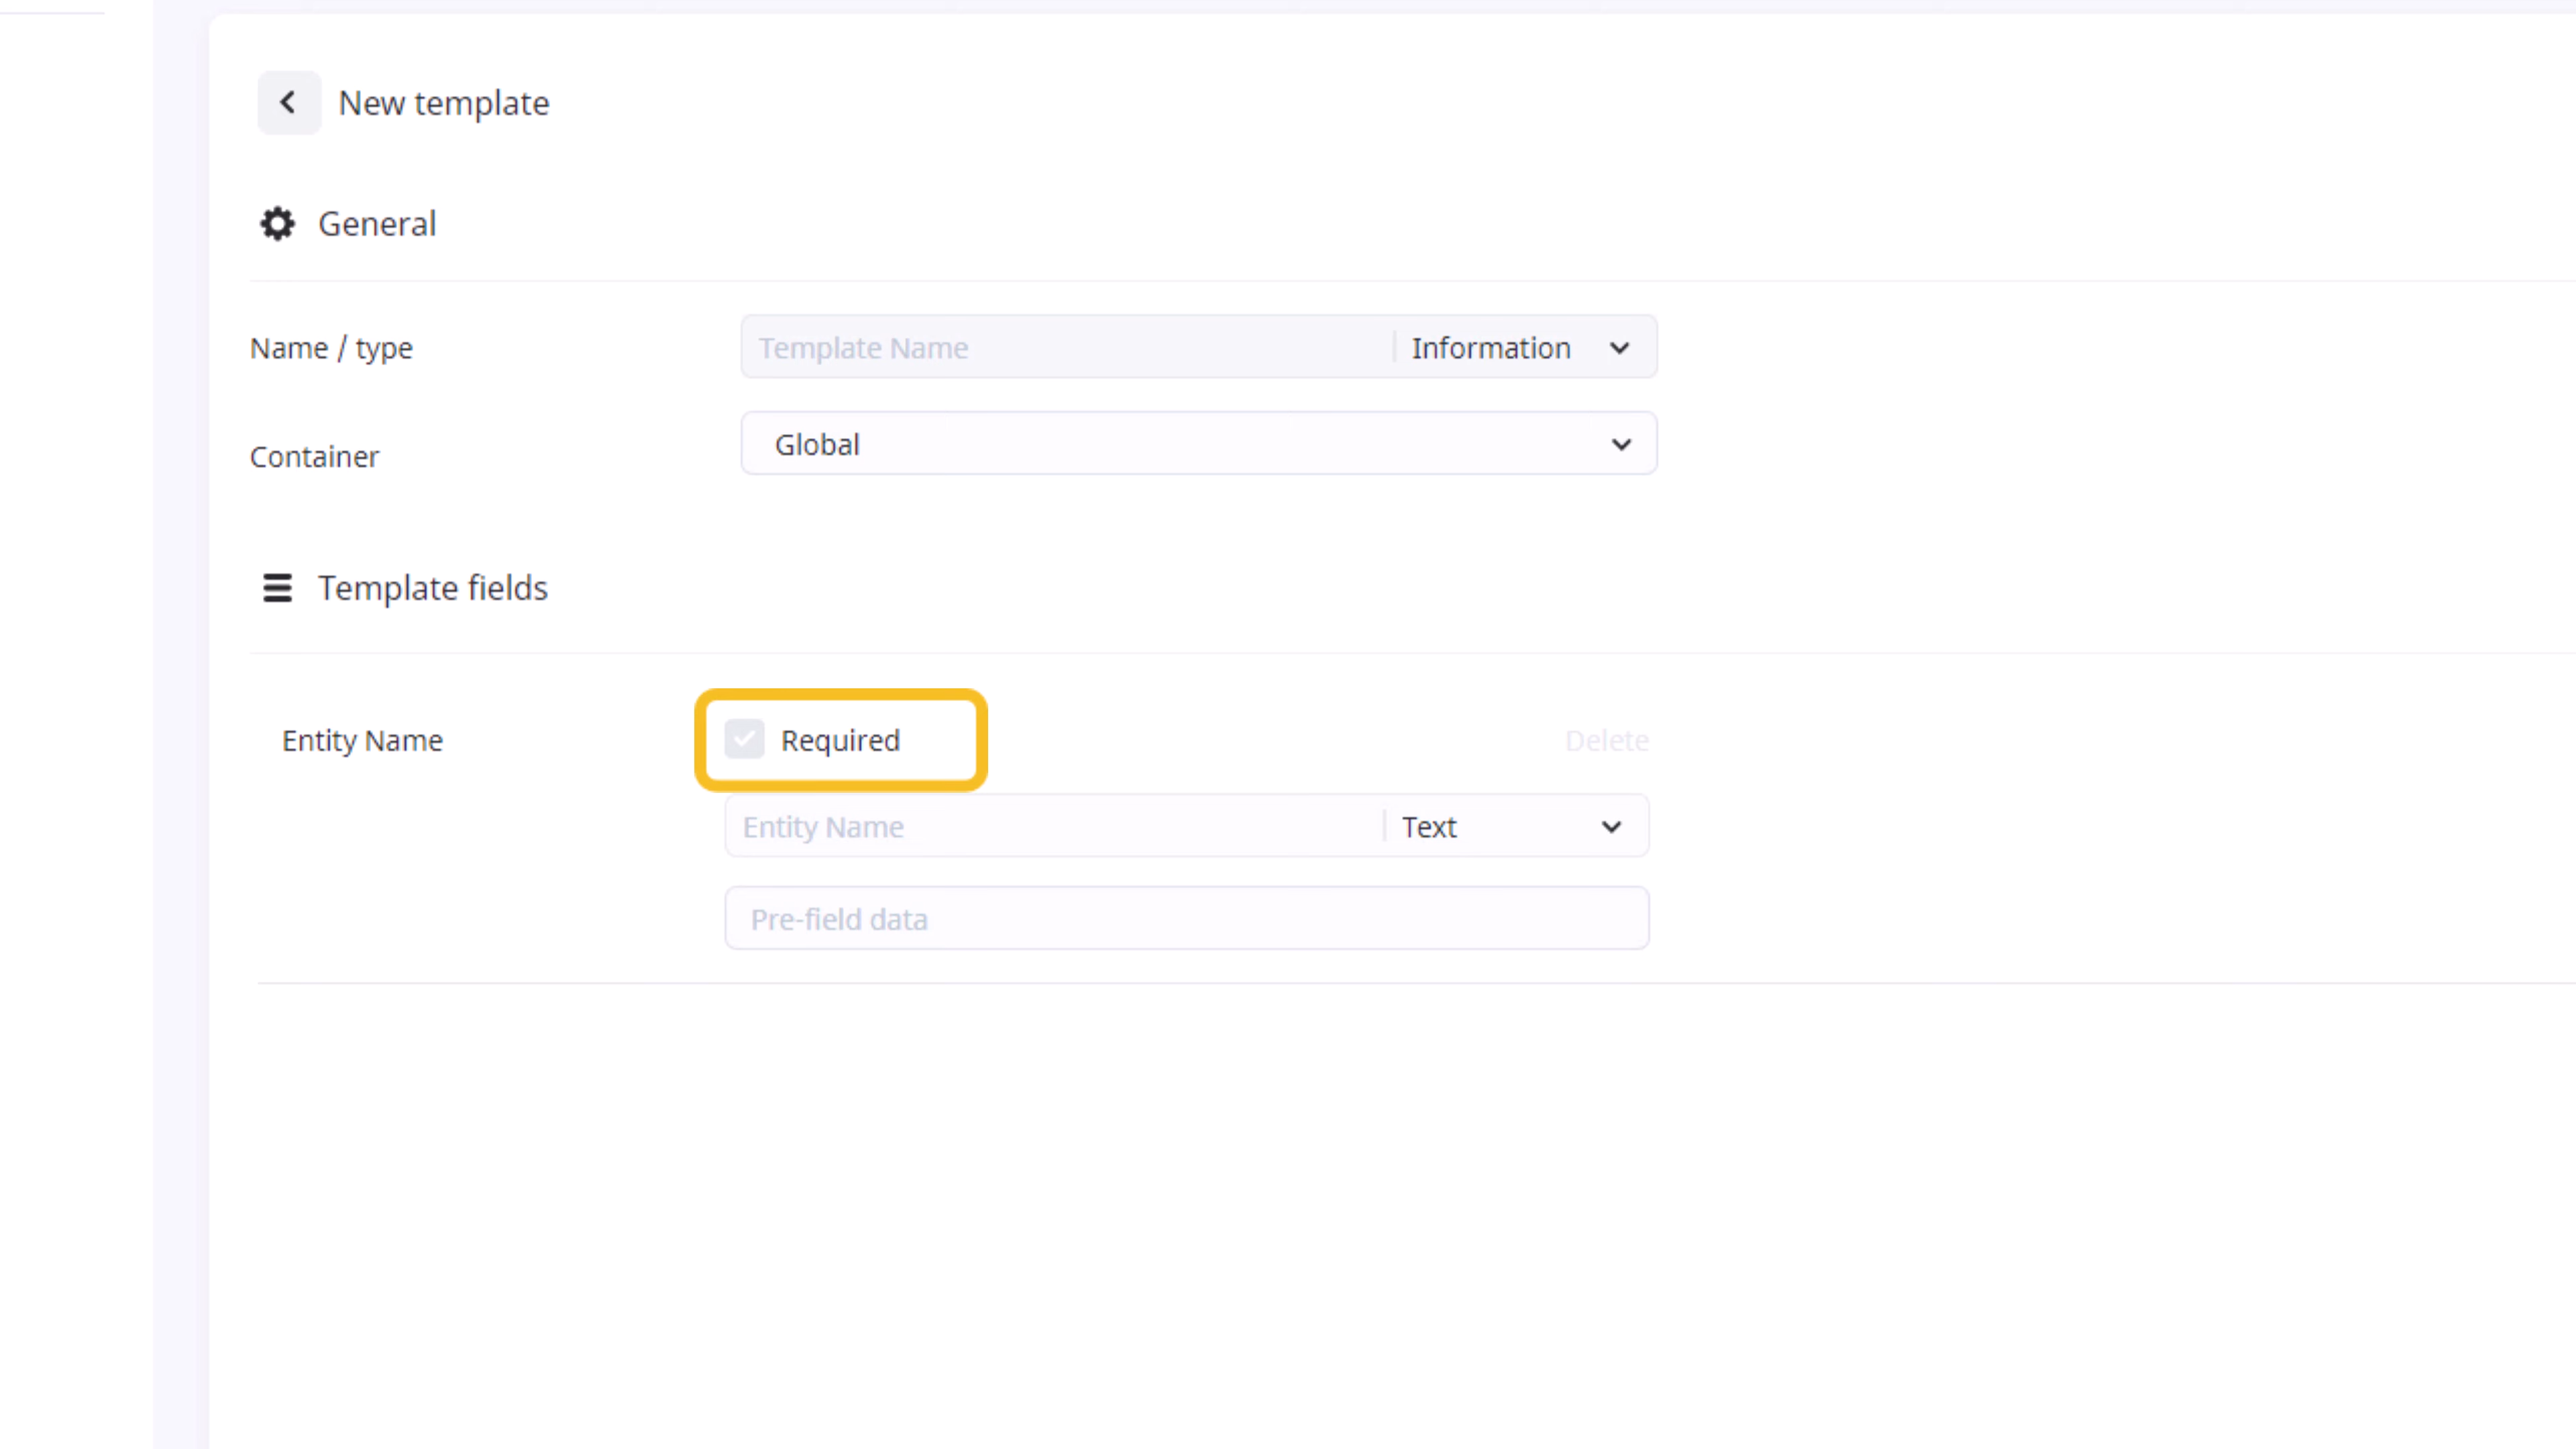 New template
General
Name / type
Template Name
Information
Container
Global
Template fields
Entity Name
Required
Delete
Entity Name
Text
Pre-field data